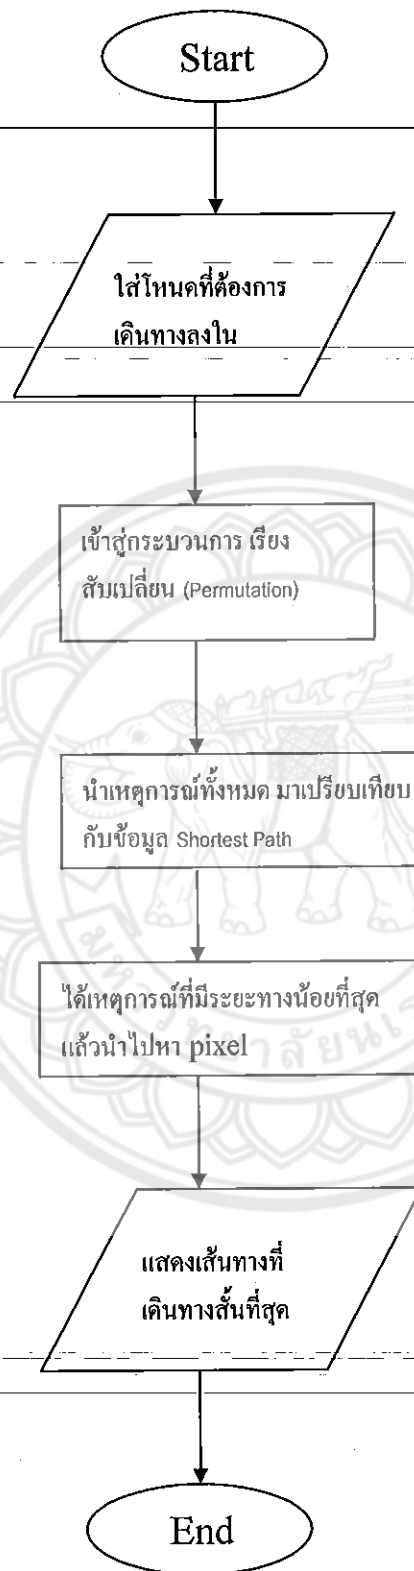 Start
ใส่โหนดที่ต้องการ
เดินทางลงใน
เข้าสู่กระบวนการ เรียง
สับเปลี่ยน (Permutation)
นำเหตุการณ์ทั้งหมด มาเปรียบเทียบ
กับข้อมูล Shortest Path
ได้เหตุการณ์ที่มีระยะทางน้อยที่สุด
แล้วนำไปหา pixel
แสดงเส้นทางที่
เดินทางสั้นที่สุด
End